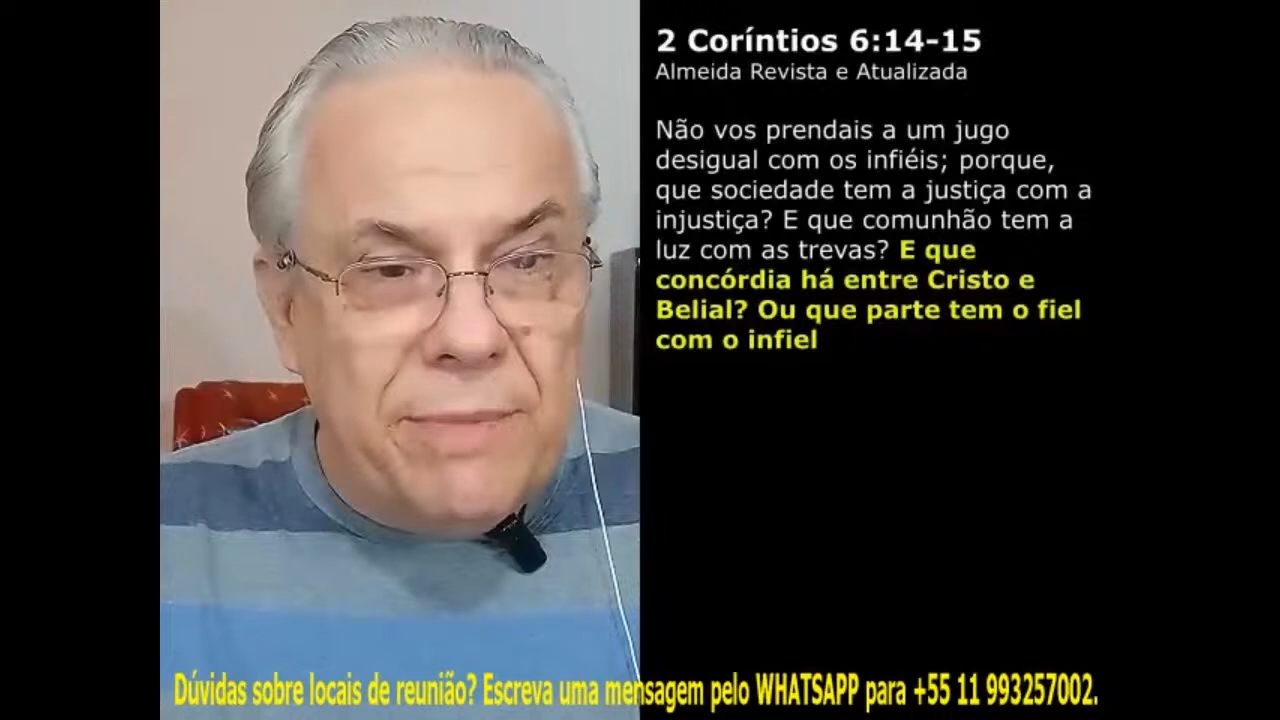 2 Coríntios 6:14-15
Almeida Revista e Atualizada
Não vos prendais a um jugo
desigual com os infiéis; porque,
que sociedade tem a justiça com a
injustiça? E que comunhão tem a
luz com as trevas? E que
concórdia há entre Cristo e
Belial? Ou que parte tem o fiel
com o infiel
Dúvidas sobre locais de reunião? Escreva uma mensagem pelo WHATSAPP para +55 11 993257002.